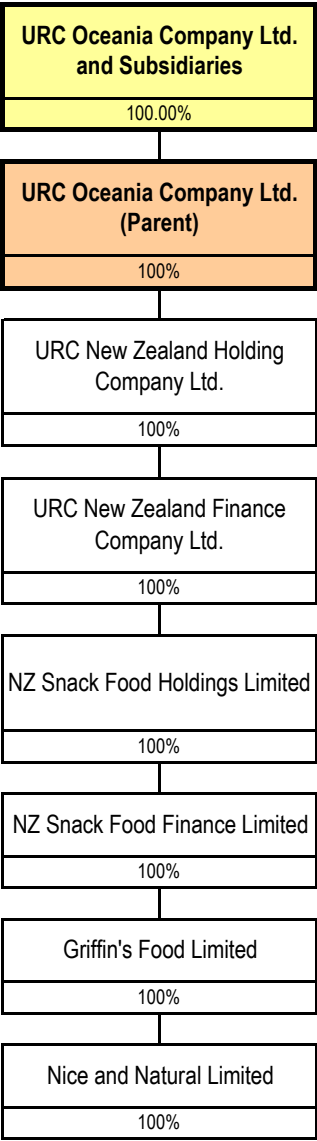 URC Oceania Company Ltd.
and Subsidiaries
100.00%
URC Oceania Company Ltd.
(Parent)
100%
URC New Zealand Holding
Company Ltd.
100%
URC New Zealand Finance
Company Ltd.
100%
NZ Snack Food Holdings Limited
100%
NZ Snack Food Finance Limited
100%
Griffin's Food Limited
100%
Nice and Natural Limited
100%